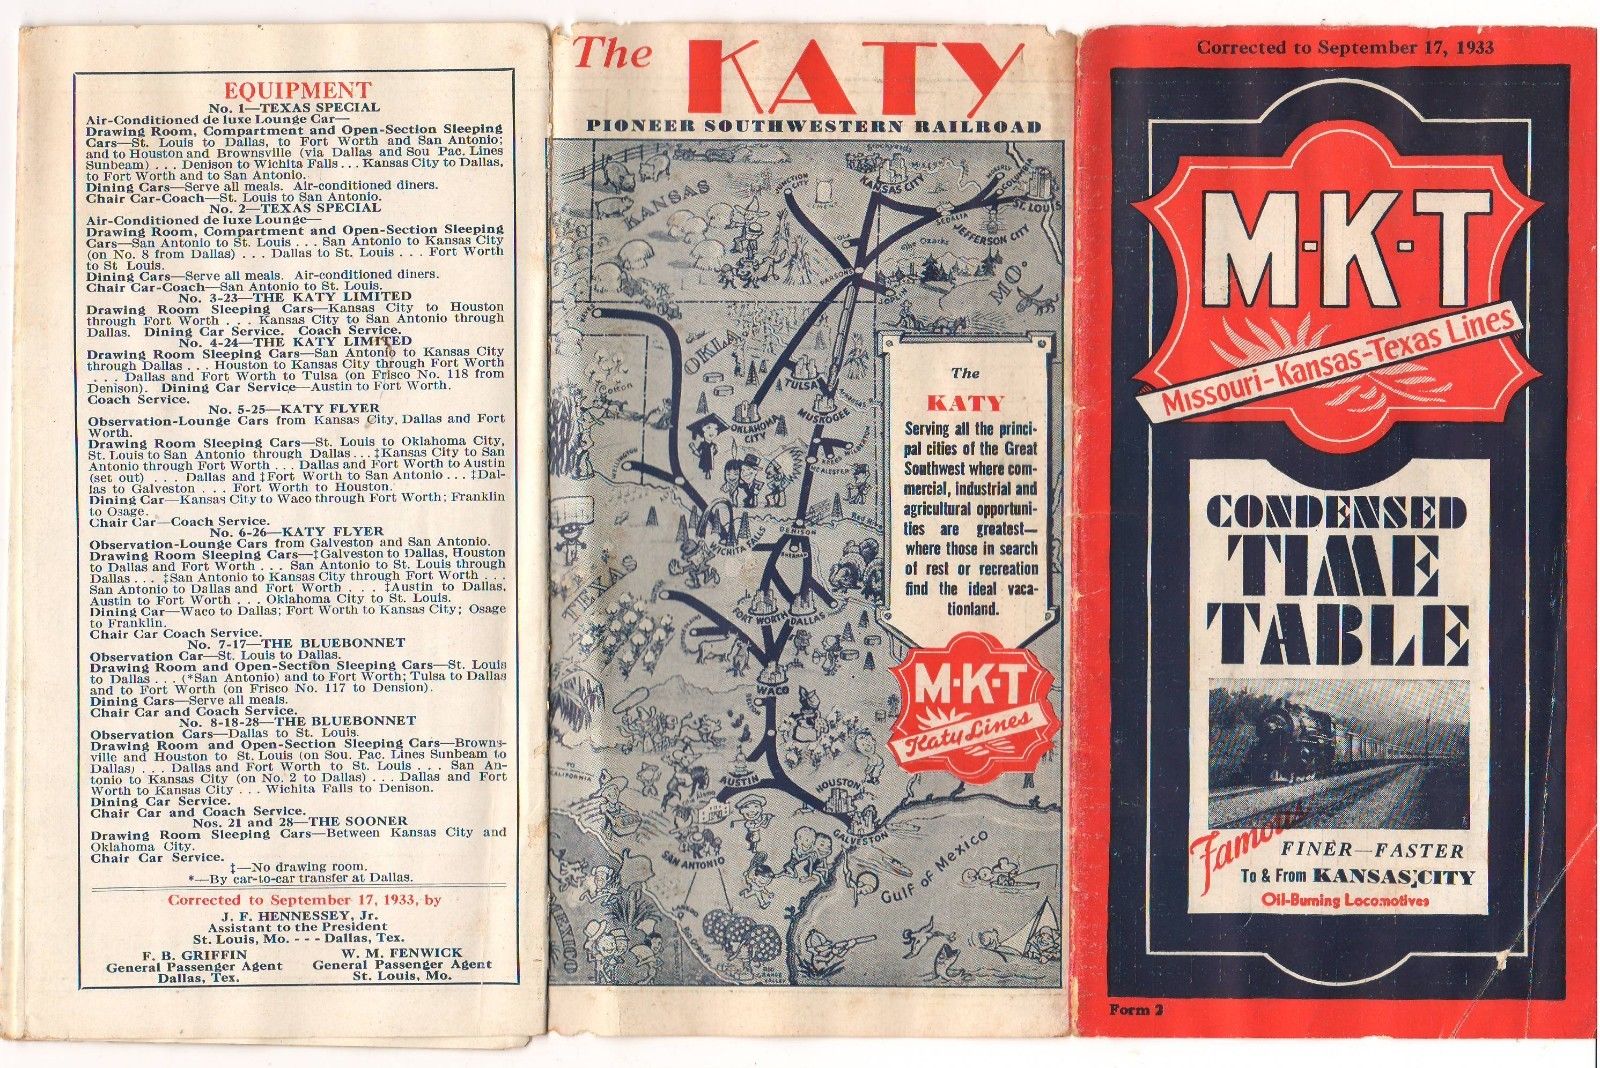 EQUIPMENT
No. 1—TEXAS SPECIAL
Air-Conditioned de luxe Lounge Car—
Drawing Room, Compartment and Open-Section Sleeping
Cars—St. Louis to Dallas, to Fort Worth and San Antonio;
and to Houston and Brownsville (via Dallas and Sou Pac. Lines
Sunbeam) . . . Denison to Wichita Falls . . . Kansas City to Dallas,
to Fort Worth and to San Antonio.
Dining Cars—Serve all meals. Air-conditioned diners.
Chair Car-Coach—St. Louis to San Antonio.
No. 2—TEXAS SPECIAL
Air-Conditioned de luxe Lounge—
Drawing Room, Compartment and Open-Section Sleeping
Cars—San Antonio to St. Louis . . . San Antonio to Kansas City
(on No. 8 from Dallas) . . . Dallas to St. Louis . . . Fort Worth
to St Louis.
Dining Cars—Serve all meals. Air-conditioned diners.
Chair Car-Coach—San Antonio to St. Louis.
No. 3-23—THE KATY LIMITED
Drawing Room Sleeping Cars—Kansas City to Houston
through Fort Worth . . . Kansas City to San Antonio through
Dallas. Dining Car Service. Coach Service.
No. 4-24—THE KATY LIMITED
Drawing Room Sleeping Cars—San Antonio to Kansas City
through Dallas . . . Houston to Kansas City through Fort Worth
. . . Dallas and Fort Worth to Tulsa (on Frisco No. 118 from
Denison). Dining Car Service—Austin to Fort Worth.
Coach Service.
No. 5-25—KATY FLYER
Observation-Lounge Cars from Kansas City, Dallas and Fort
Worth.
Drawing Room Sleeping Cars—St. Louis to Oklahoma City,
St. Louis to San Antonio through Dallas . . . ‡Kansas City to San
Antonio through Fort Worth . . . Dallas and Fort Worth to Austin
(set out) . . . Dallas and ‡Fort Worth to San Antonio . . . ‡Dal-
las to Galveston . . . Fort Worth to Houston.
Dining Car—Kansas City to Waco through Fort Worth; Franklin
to Osage.
Chair Car—Coach Service.
No. 6-26—KATY FLYER
Observation-Lounge Cars from Galveston and San Antonio.
Drawing Room Sleeping Cars—‡Galveston to Dallas, Houston
to Dallas and Fort Worth . . . San Antonio to St. Louis through
Dallas . . . ‡San Antonio to Kansas City through Fort Worth . . .
San Antonio to Dallas and Fort Worth . . . ‡Austin to Dallas,
Austin to Fort Worth . . . Oklahoma City to St. Louis.
Dining Car—Waco to Dallas; Fort Worth to Kansas City; Osage
to Franklin.
Chair Car Coach Service.
No. 7-17—THE BLUEBONNET
Observation Car—St. Louis to Dallas.
Drawing Room and Open-Section Sleeping Cars—St. Louis
to Dallas . . . (*San Antonio) and to Fort Worth; Tulsa to Dallas
and to Fort Worth (on Frisco No. 117 to Dension).
Dining Cars—Serve all meals.
Chair Car and Coach Service.
No. 8-18-28—THE BLUEBONNET
Observation Cars—Dallas to St. Louis.
Drawing Room and Open-Section Sleeping Cars—Browns-
ville and Houston to St. Louis (on Sou. Pac. Lines Sunbeam to
Dallas) . . . Dallas and Fort Worth to St. Louis . . . San An-
tonio to Kansas City (on No. 2 to Dallas) . . . Dallas and Fort
Worth to Kansas City . . . Wichita Falls to Denison.
Dining Car Service.
Chair Car and Coach Service.
Nos. 21 and 28—THE SOONER
Drawing Room Sleeping Cars—Between Kansas City and
Oklahoma City.
Chair Car Service.
‡—No drawing room.
*—By car-to-car transfer at Dallas.
Corrected to September 17, 1933, by
J. F. HENNESSEY, Jr.
Assistant to the President
St. Louis, Mo. - - - Dallas, Tex.
F. B. GRIFFIN
General Passenger Agent
Dallas, Tex.
W. M. FENWICK
General Passenger Agent
St. Louis, Mo.
The KATY
PIONEER SOUTHWESTERN RAILROAD
KANSAS
JUNCTION CITY
KANSAS CITY
COLUMBIA
ST. LOUIS
SEDALIA
JEFFERSON CITY
The Ozarks
PARSONS
JOPLIN
MO.
OKLA
TULSA
MUSKOGEE
OKLAHOMA
CITY
McALESTER
WICHITA FALLS
DENISON
SHERMAN
TEXAS
FORT WORTH
DALLAS
WACO
TO
CALIFORNIA
AUSTIN
HOUSTON
GALVESTON
SAN ANTONIO
Gulf of Mexico
LAREDO
MEXICO
The
KATY
Serving all the princi-
pal cities of the Great
Southwest where com-
mercial, industrial and
agricultural opportuni-
ties are greatest—
where those in search
of rest or recreation
find the ideal vaca-
tionland.
M-K-T
Katy Lines
Corrected to September 17, 1933
M-K-T
Missouri-Kansas-Texas Lines
CONDENSED
TIME
TABLE
Famous
FINER—FASTER
To & From KANSAS CITY
Oil-Burning Locomotives
Form 2